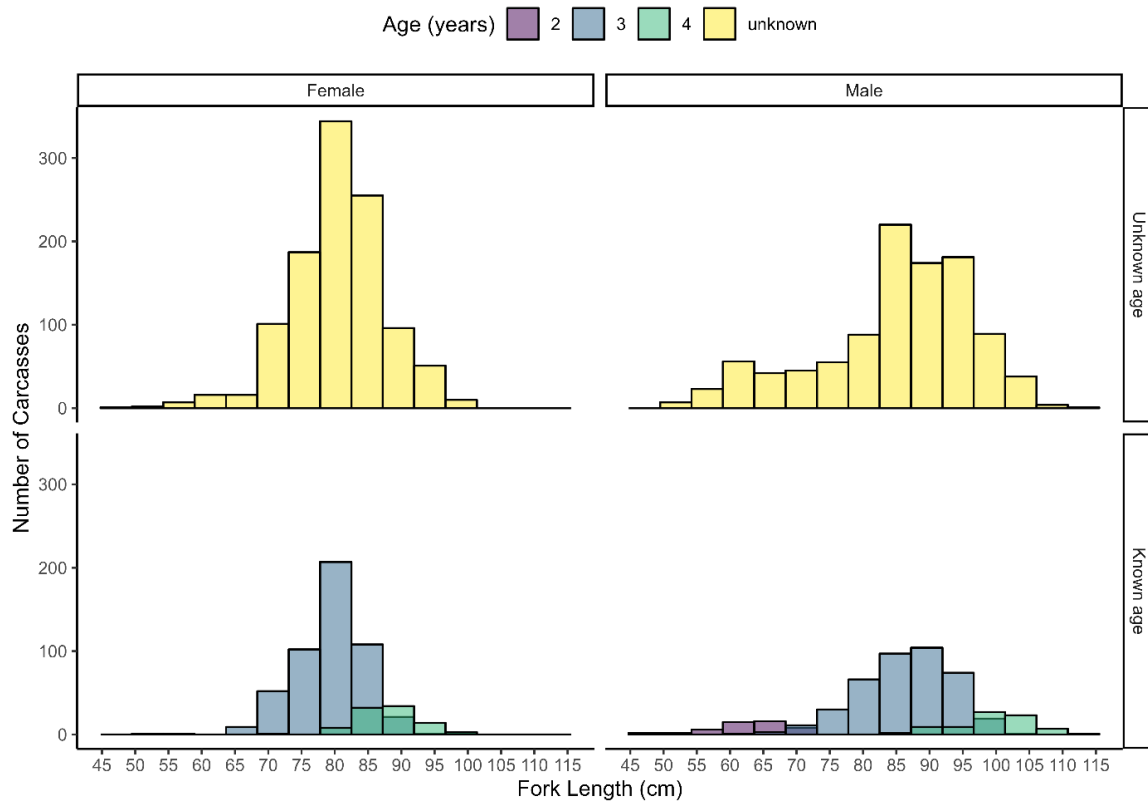 Age (years) 2 3 4 unknown
Female Male
Number of Carcasses
300
200
100
0
Unknown age
300
200
100
0
Known age
45 50 55 60 65 70 75 80 85 90 95 100 105 110 115 45 50 55 60 65 70 75 80 85 90 95 100 105 110 115
Fork Length (cm)